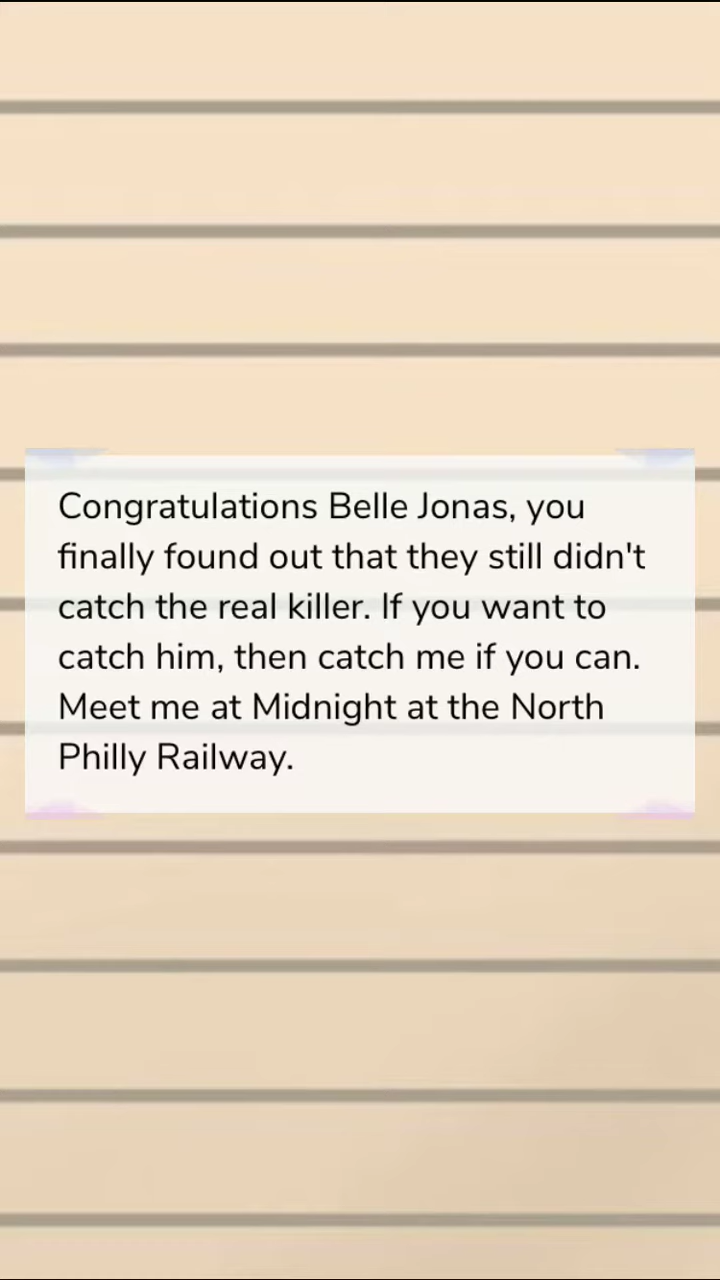 Congratulations Belle Jonas, you
finally found out that they still didn't
catch the real killer. If you want to
catch him, then catch me if you can.
Meet me at Midnight at the North
Philly Railway.